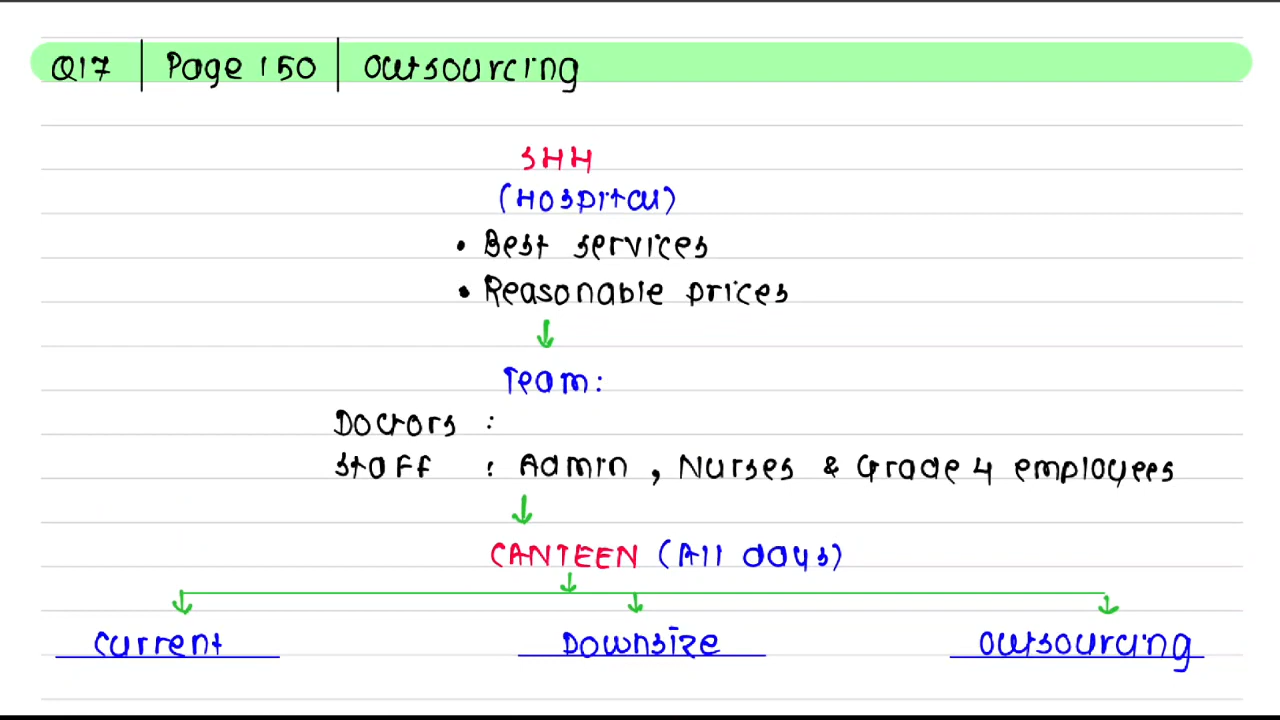 Q17 | Page 150 | Outsourcing
SHH
(Hospital)
• Best services
• Reasonable prices
Team:
Doctors :
Staff : Admin, Nurses & Grade 4 employees
CANTEEN (All days)
Current Downsize Outsourcing